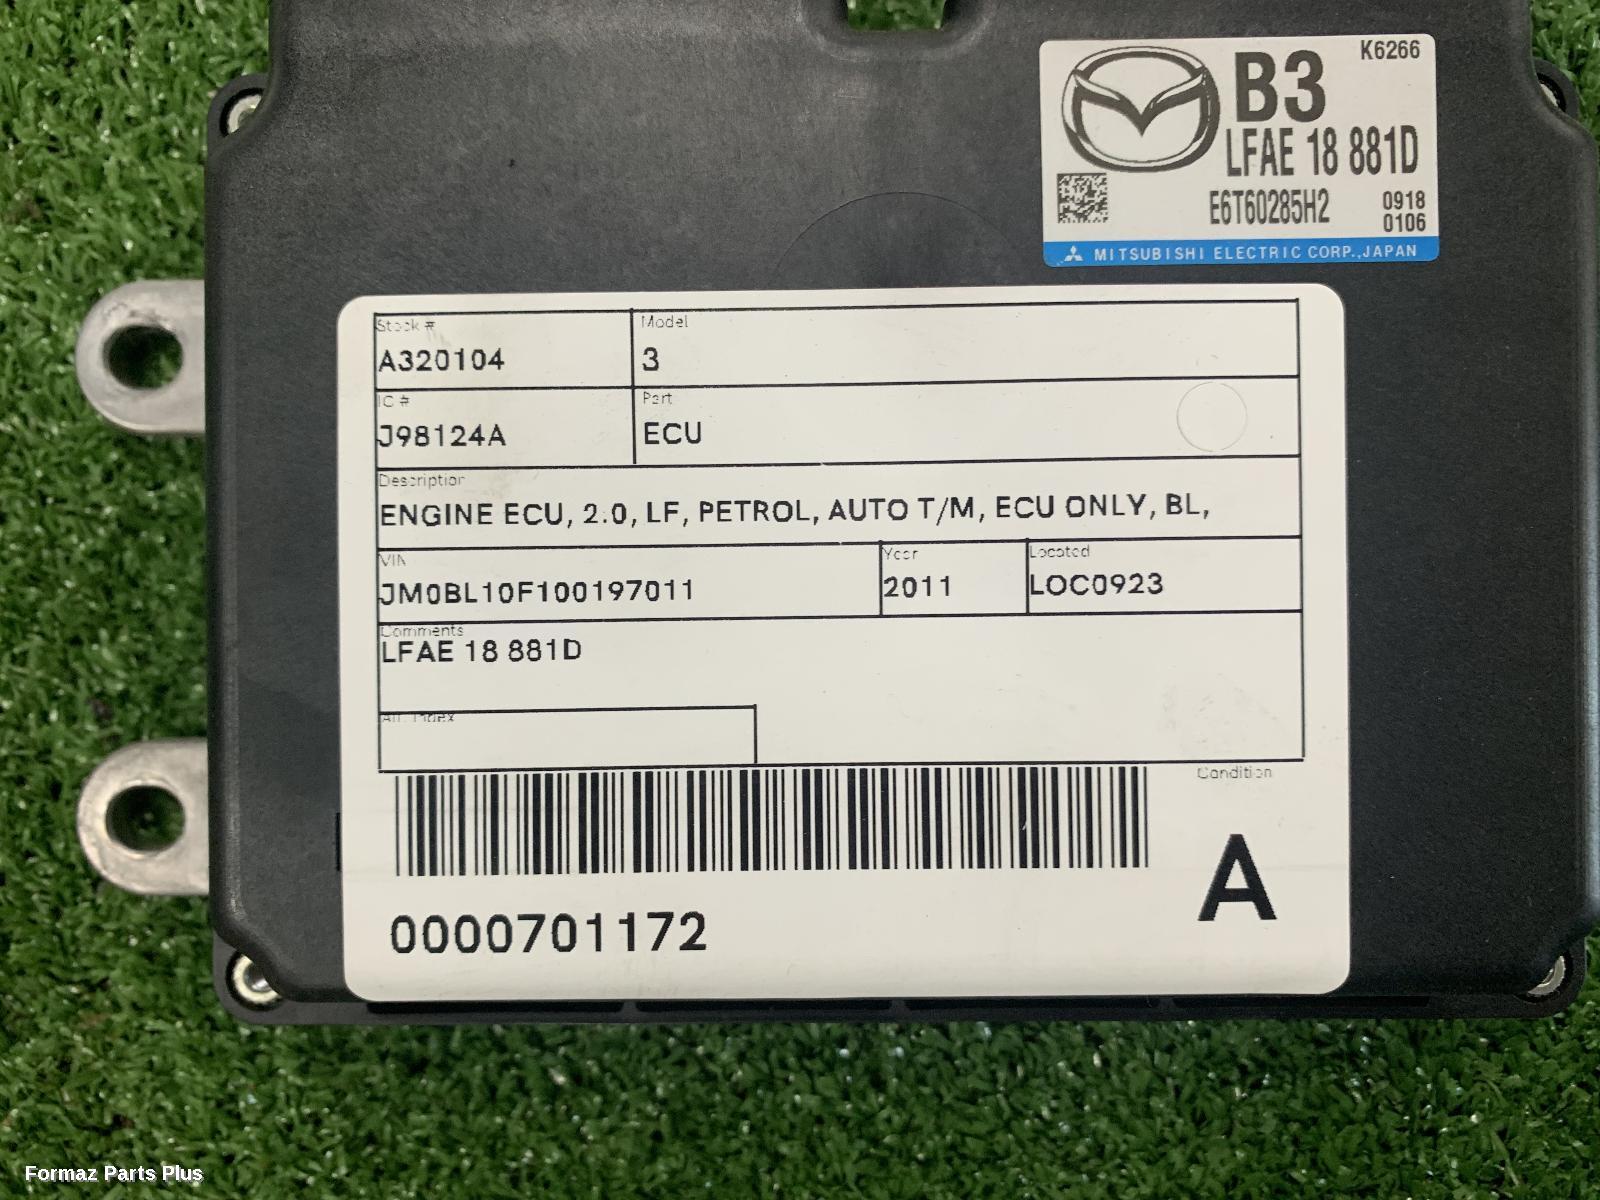 B3
K6266
LFAE 18 881D
E6T60285H2
0918
0106
MITSUBISHI ELECTRIC CORP., JAPAN
Stock #
Model
A320104
3
IC #
Part
J98124A
ECU
Description
ENGINE ECU, 2.0, LF, PETROL, AUTO T/M, ECU ONLY, BL,
VIN
Year
Located
JM0BL10F100197011
2011
LOC0923
Comments
LFAE 18 881D
Condition
A
0000701172
Formaz Parts Plus